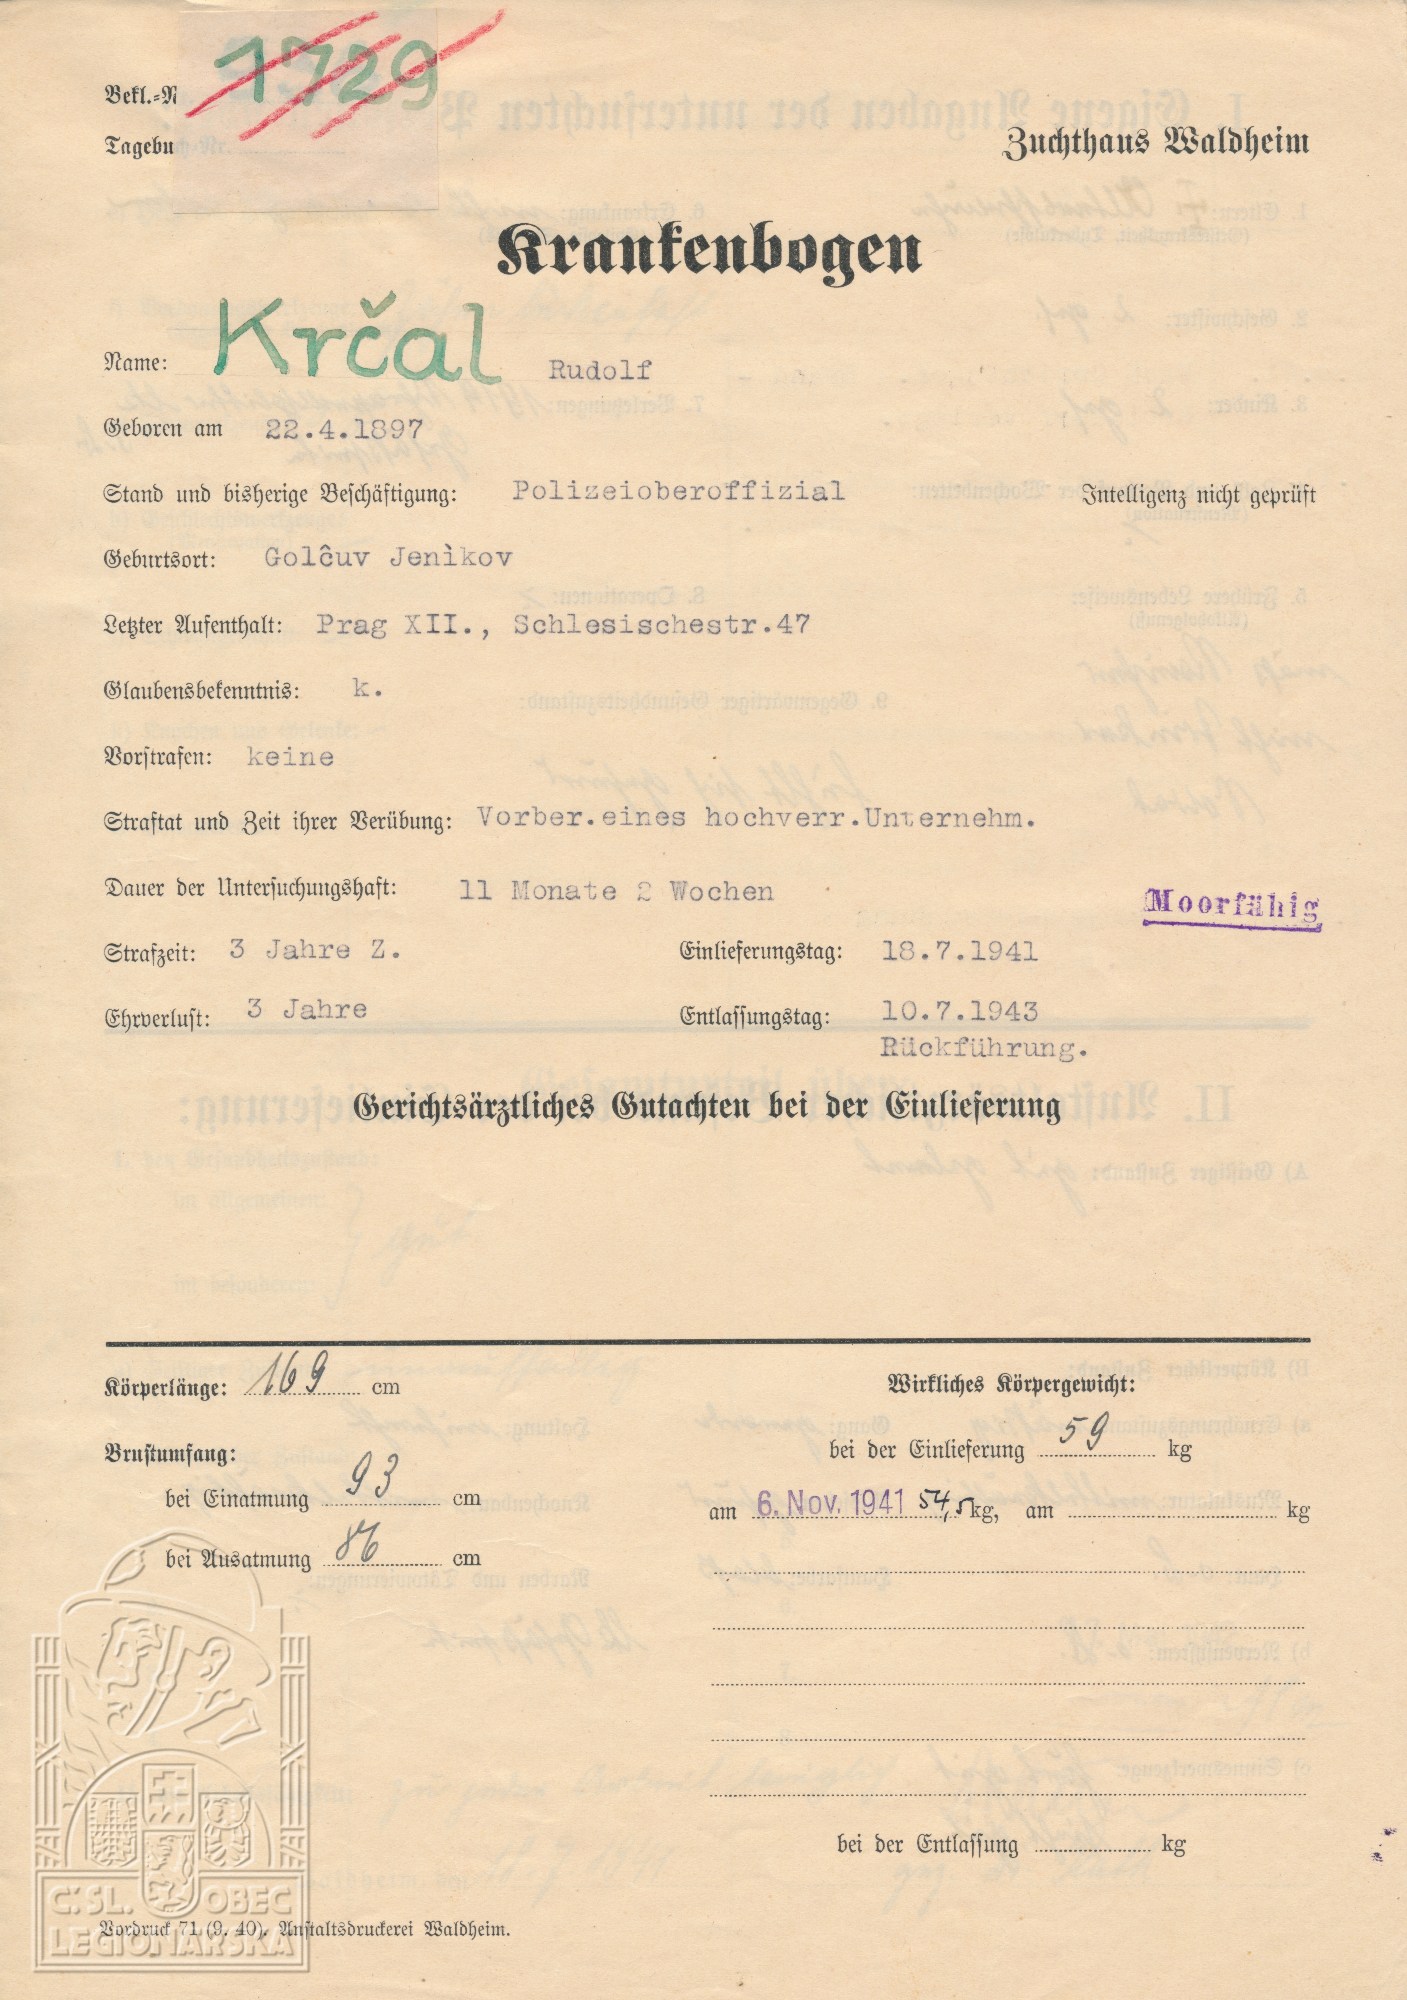 1729
Bekl.=N
Tagebuch-Nr.
Zuchthaus Waldheim
Krankenbogen
Name: Krčal Rudolf
Geboren am 22.4.1897
Stand und bisherige Beschäftigung: Polizeioberoffizial Intelligenz nicht geprüft
Geburtsort: Golĉuv Jenìkov
Letzter Aufenthalt: Prag XII., Schlesischestr.47
Glaubensbekenntnis: k.
Vorstrafen: keine
Straftat und Zeit ihrer Verübung: Vorber.eines hochverr.Unternehm.
Dauer der Untersuchungshaft: 11 Monate 2 Wochen
Moorfähig
Strafzeit: 3 Jahre Z. Einlieferungstag: 18.7.1941
Ehrverlust: 3 Jahre Entlassungstag: 10.7.1943
Rückführung.
Gerichtsärztliches Gutachten bei der Einlieferung
Körperlänge: 169 cm
Brustumfang:
bei Einatmung 93 cm
bei Ausatmung 86 cm
Wirkliches Körpergewicht:
bei der Einlieferung 59 kg
am 6. Nov. 1941 54,5 kg, am kg
bei der Entlassung kg
Č.SL. OBEC
LEGIONÁŘSKÁ
Vordruck 71 (9. 40). Anstaltsdruckerei Waldheim.